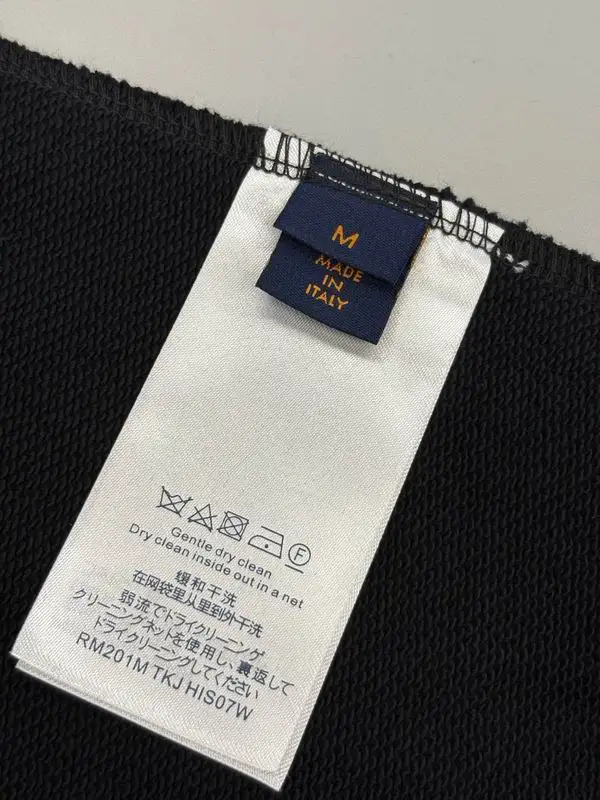 M
MADE
IN
ITALY
Gentle dry clean
Dry clean inside out in a net
缓和干洗
在网袋里从里到外干洗
弱流でドライクリーニング
クリーニングネットを使用し、裏返して
ドライクリーニングしてください
RM201M TKJ HIS07W
F